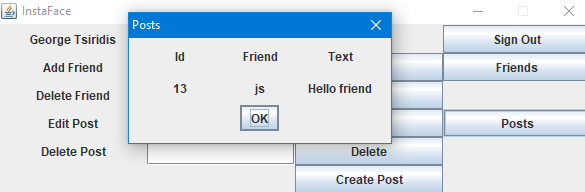 InstaFace
George Tsiridis
Sign Out
Add Friend
Friends
Delete Friend
Edit Post
Posts
Delete Post
Delete
Create Post
Posts
Id Friend Text
13 js Hello friend
OK